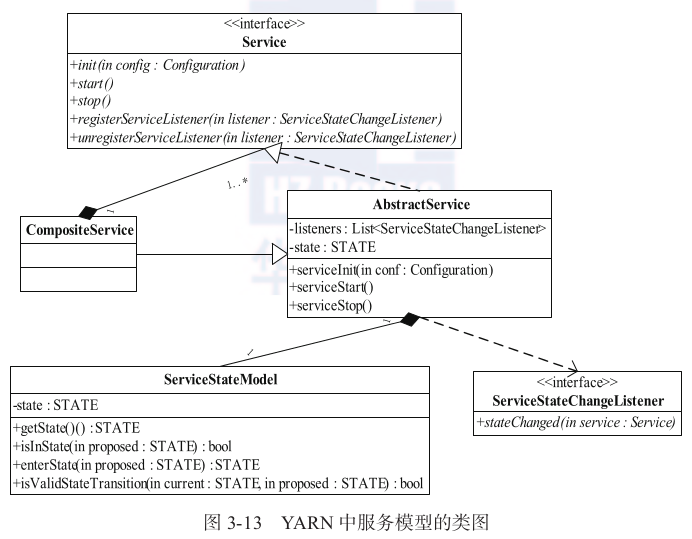 <<interface>>
Service
+init(in config : Configuration)
+start()
+stop()
+registerServiceListener(in listener : ServiceStateChangeListener)
+unregisterServiceListener(in listener : ServiceStateChangeListener)
1..*
1
CompositeService
AbstractService
-listeners : List<ServiceStateChangeListener>
-state : STATE
+serviceInit(in conf : Configuration)
+serviceStart()
+serviceStop()
1
1
ServiceStateModel
-state : STATE
+getState()() : STATE
+isInState(in proposed : STATE) : bool
+enterState(in proposed : STATE) : STATE
+isValidStateTransition(in current : STATE, in proposed : STATE) : bool
<<interface>>
ServiceStateChangeListener
+stateChanged(in service : Service)
图 3-13 YARN 中服务模型的类图